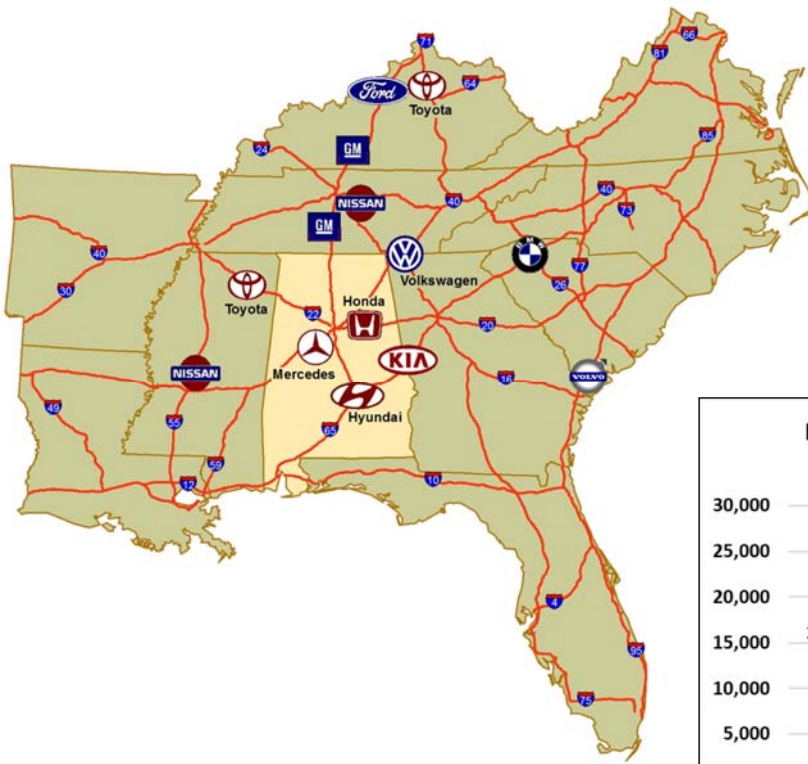 71
66
81
Ford
Toyota
64
85
GM
24
NISSAN
40
40
73
GM
40
BMW
Volkswagen
77
30
Toyota
26
22
Honda
20
KIA
Mercedes
NISSAN
16
VOLVO
Hyundai
49
55
65
59
10
12
30,000
25,000
20,000
4
15,000
95
10,000
75
5,000